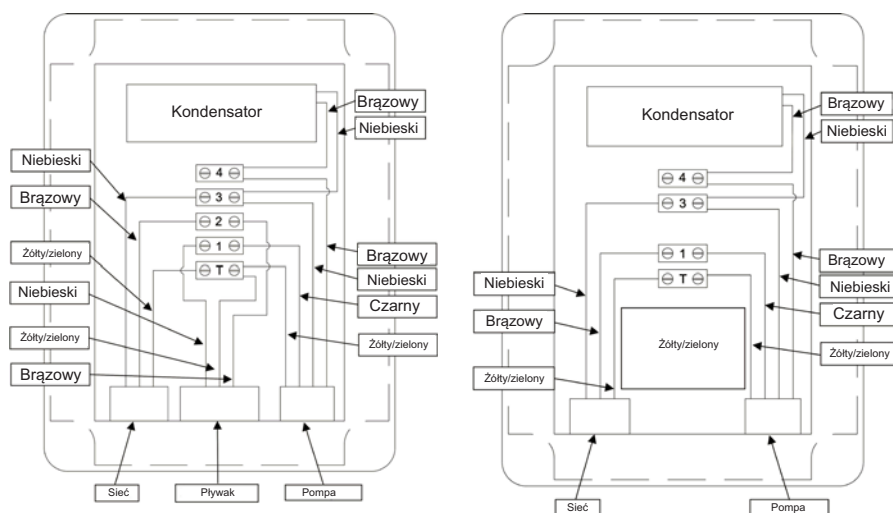 Kondensator
Brązowy
Niebieski
Niebieski
Brązowy
Żółty/zielony
Niebieski
Żółty/zielony
Brązowy
4
3
2
1
T
Brązowy
Niebieski
Czarny
Żółty/zielony
Sieć
Pływak
Pompa
Kondensator
Brązowy
Niebieski
4
3
1
T
Niebieski
Brązowy
Żółty/zielony
Żółty/zielony
Brązowy
Niebieski
Czarny
Żółty/zielony
Sieć
Pompa